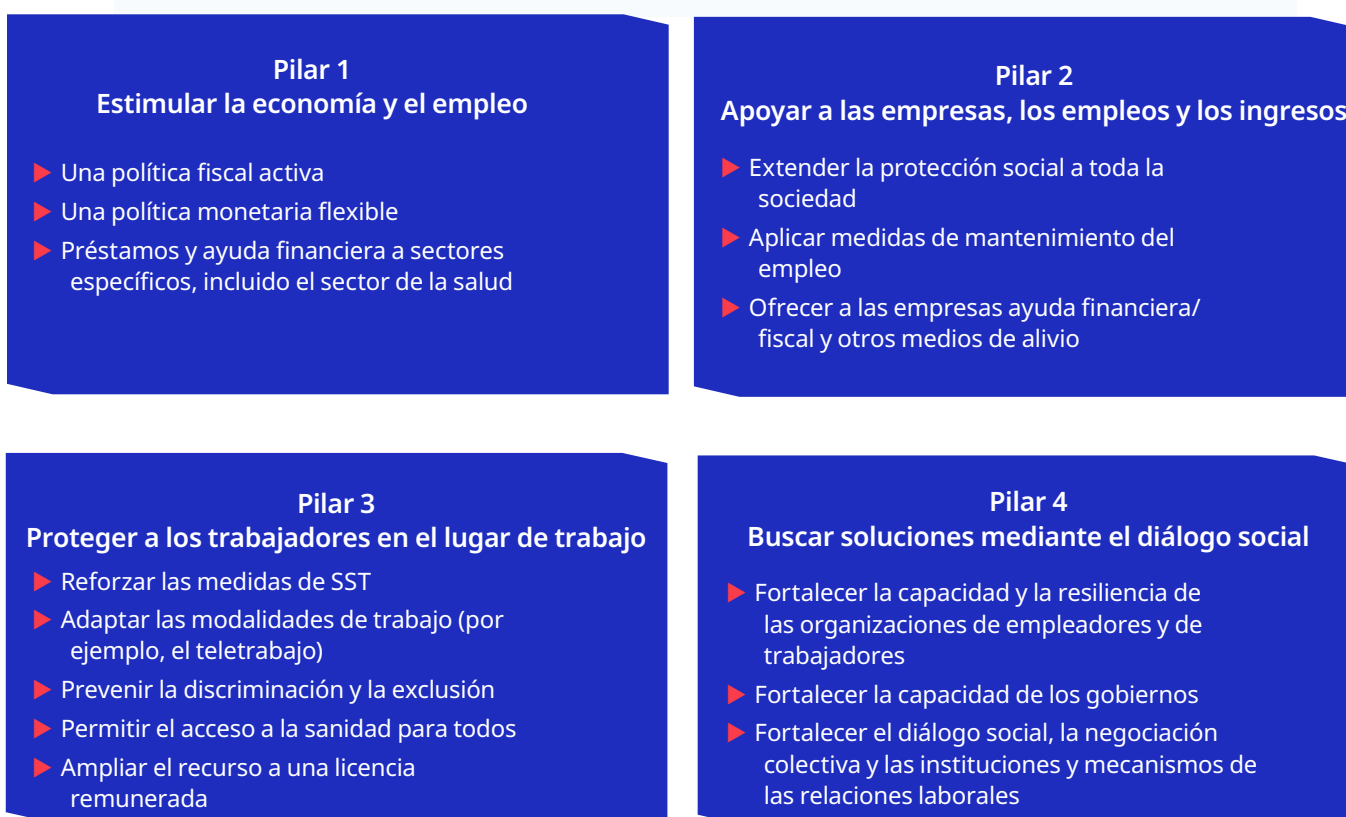 Pilar 1
Estimular la economía y el empleo
▶ Una política fiscal activa
▶ Una política monetaria flexible
▶ Préstamos y ayuda financiera a sectores
específicos, incluido el sector de la salud
Pilar 2
Apoyar a las empresas, los empleos y los ingresos
▶ Extender la protección social a toda la
sociedad
▶ Aplicar medidas de mantenimiento del
empleo
▶ Ofrecer a las empresas ayuda financiera/
fiscal y otros medios de alivio
Pilar 3
Proteger a los trabajadores en el lugar de trabajo
▶ Reforzar las medidas de SST
▶ Adaptar las modalidades de trabajo (por
ejemplo, el teletrabajo)
▶ Prevenir la discriminación y la exclusión
▶ Permitir el acceso a la sanidad para todos
▶ Ampliar el recurso a una licencia
remunerada
Pilar 4
Buscar soluciones mediante el diálogo social
▶ Fortalecer la capacidad y la resiliencia de
las organizaciones de empleadores y de
trabajadores
▶ Fortalecer la capacidad de los gobiernos
▶ Fortalecer el diálogo social, la negociación
colectiva y las instituciones y mecanismos de
las relaciones laborales